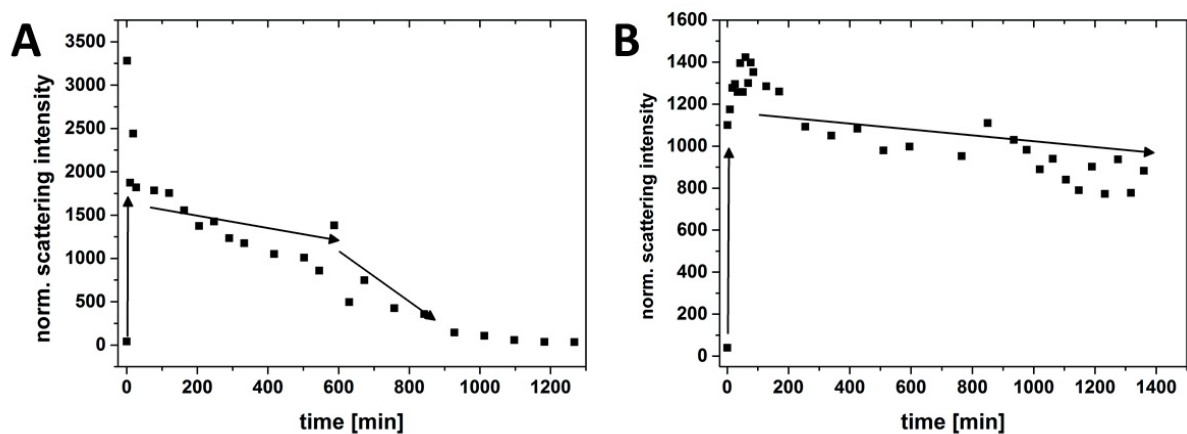 A
norm. scattering intensity
3500
3000
2500
2000
1500
1000
500
0
0 200 400 600 800 1000 1200
time [min]
B
norm. scattering intensity
1600
1400
1200
1000
800
600
400
200
0
0 200 400 600 800 1000 1200 1400
time [min]